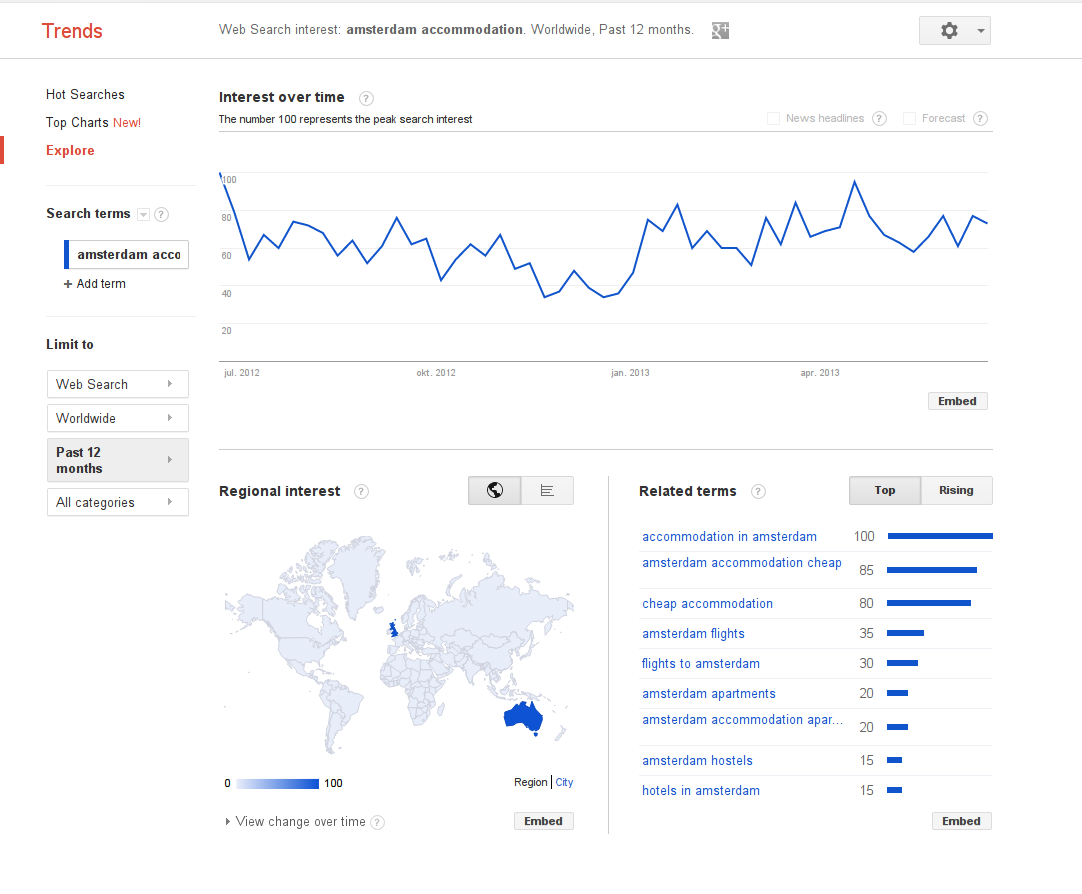 Trends
Web Search interest: amsterdam accommodation. Worldwide, Past 12 months.
Hot Searches
Top Charts New!
Explore
Search terms ?
amsterdam acco
+ Add term
Limit to
Web Search
Worldwide
Past 12
months
All categories
Interest over time ?
The number 100 represents the peak search interest
News headlines ? Forecast ?
100
80
60
40
20
jul. 2012 okt. 2012 jan. 2013 apr. 2013
Embed
Regional interest ?
0 100
Region City
View change over time ?
Embed
Related terms ?
Top Rising
accommodation in amsterdam 100
amsterdam accommodation cheap 85
cheap accommodation 80
amsterdam flights 35
flights to amsterdam 30
amsterdam apartments 20
amsterdam accommodation apar... 20
amsterdam hostels 15
hotels in amsterdam 15
Embed